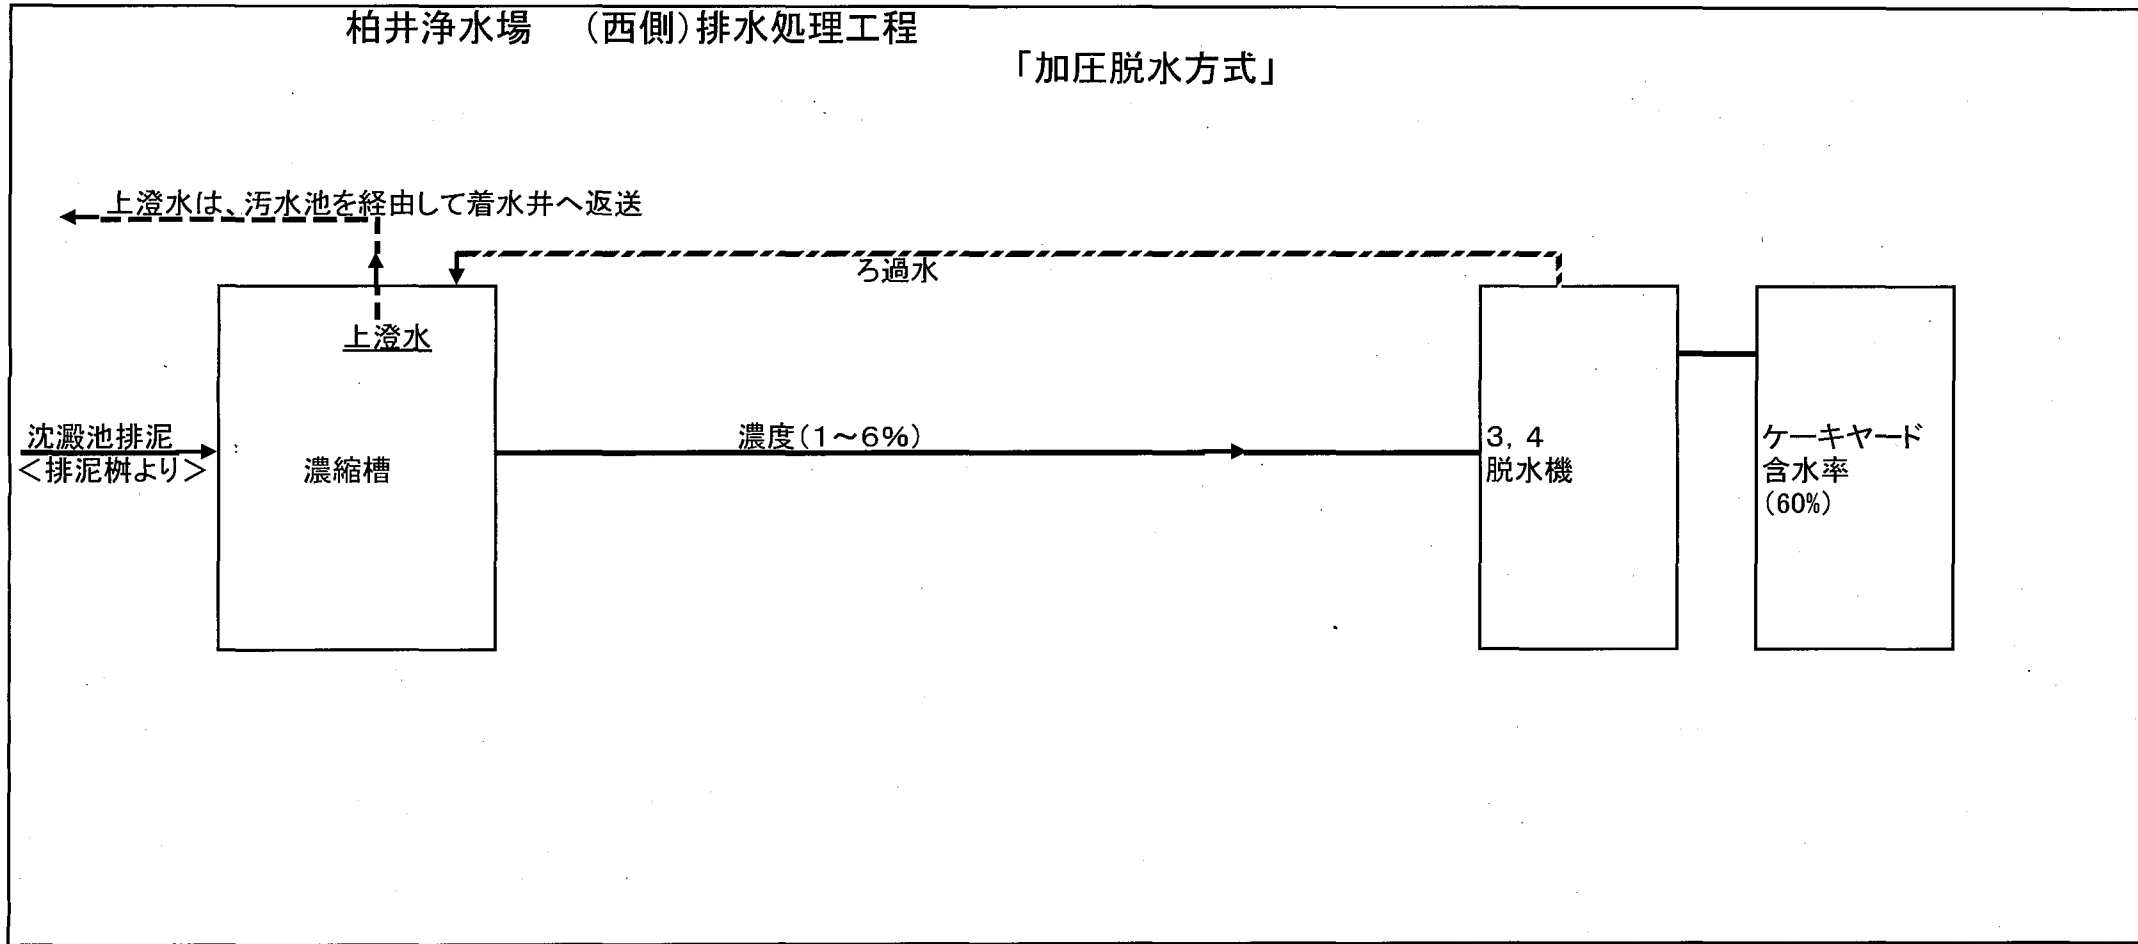 柏井浄水場　（西側）排水処理工程
「加圧脱水方式」
上澄水は、汚水池を経由して着水井へ返送
ろ過水
上澄水
沈澱池排泥
＜排泥桝より＞
濃縮槽
濃度（1～6%）
3，4
脱水機
ケーキヤード
含水率
（60%）